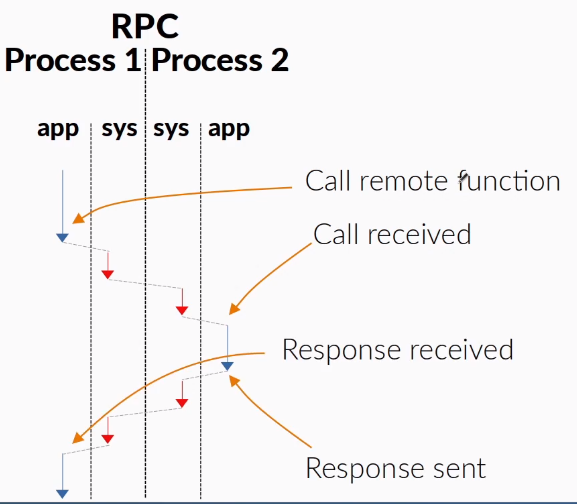 RPC
Process 1 Process 2
app sys sys app
Call remote function
Call received
Response received
Response sent